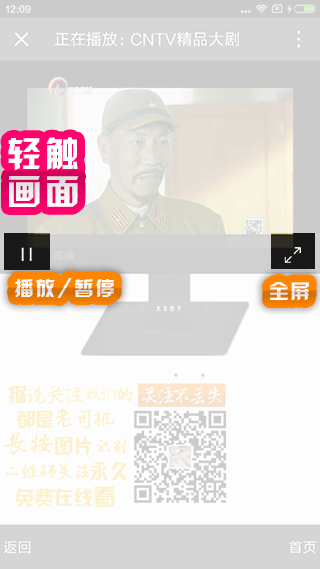 12:09
正在播放：CNTV精品大剧
轻触
画面
直播
播放/暂停
全屏
XXDY
据说关注我们的
关注不丢失
都是老司机
長按图片识别
二维码关注永久
免费在线看
返回
首页